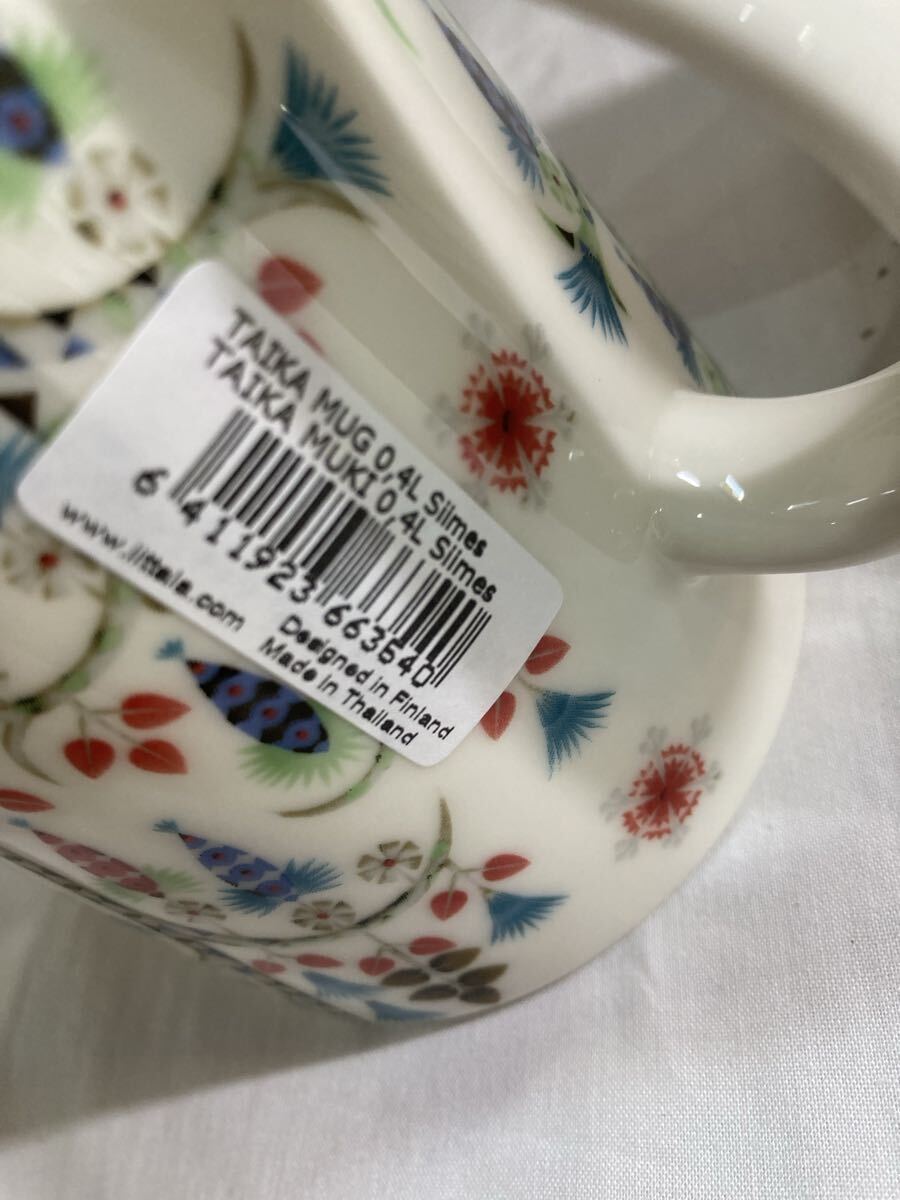 TAIKA MUG 0,4L Siimes
TAIKA MUKI 0,4L Siimes
6 411923 663540
www.iittala.com
Designed in Finland
Made in Thailand